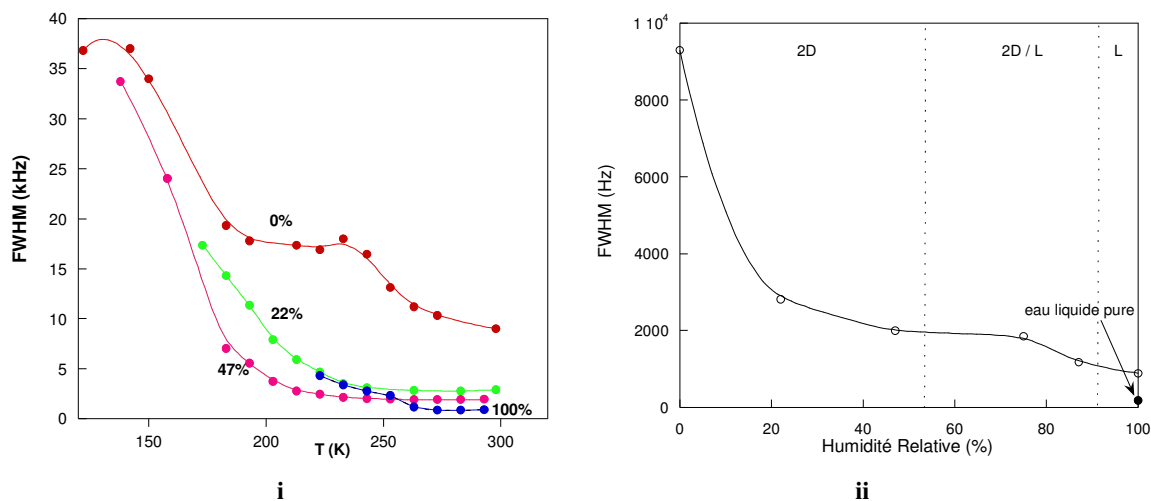 FWHM (kHz)
40
35
30
25
20
15
10
5
0
0%
22%
47%
100%
150
200
250
300
T (K)
i
FWHM (Hz)
1 10⁴
8000
6000
4000
2000
0
2D
2D / L
L
eau liquide pure
0
20
40
60
80
100
Humidité Relative (%)
ii